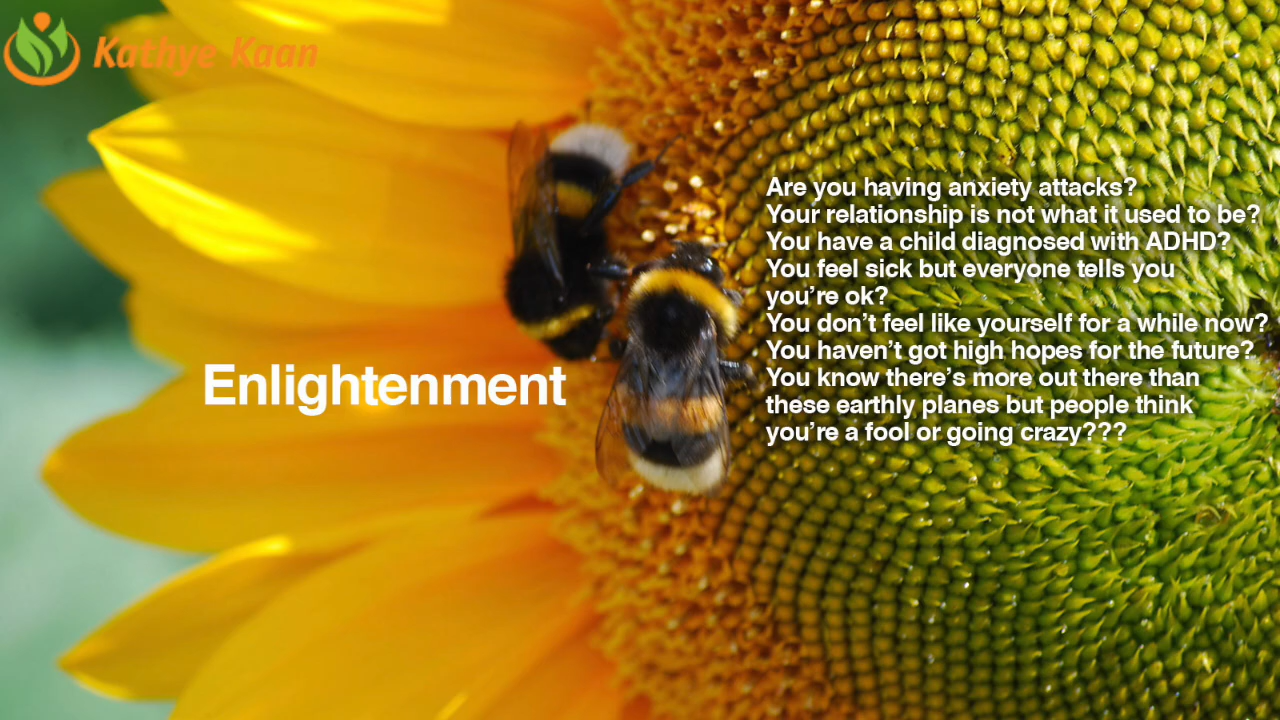 Kathye Kaan
Are you having anxiety attacks?
Your relationship is not what it used to be?
You have a child diagnosed with ADHD?
You feel sick but everyone tells you
you’re ok?
You don’t feel like yourself for a while now?
You haven’t got high hopes for the future?
You know there’s more out there than
these earthly planes but people think
you’re a fool or going crazy???
Enlightenment